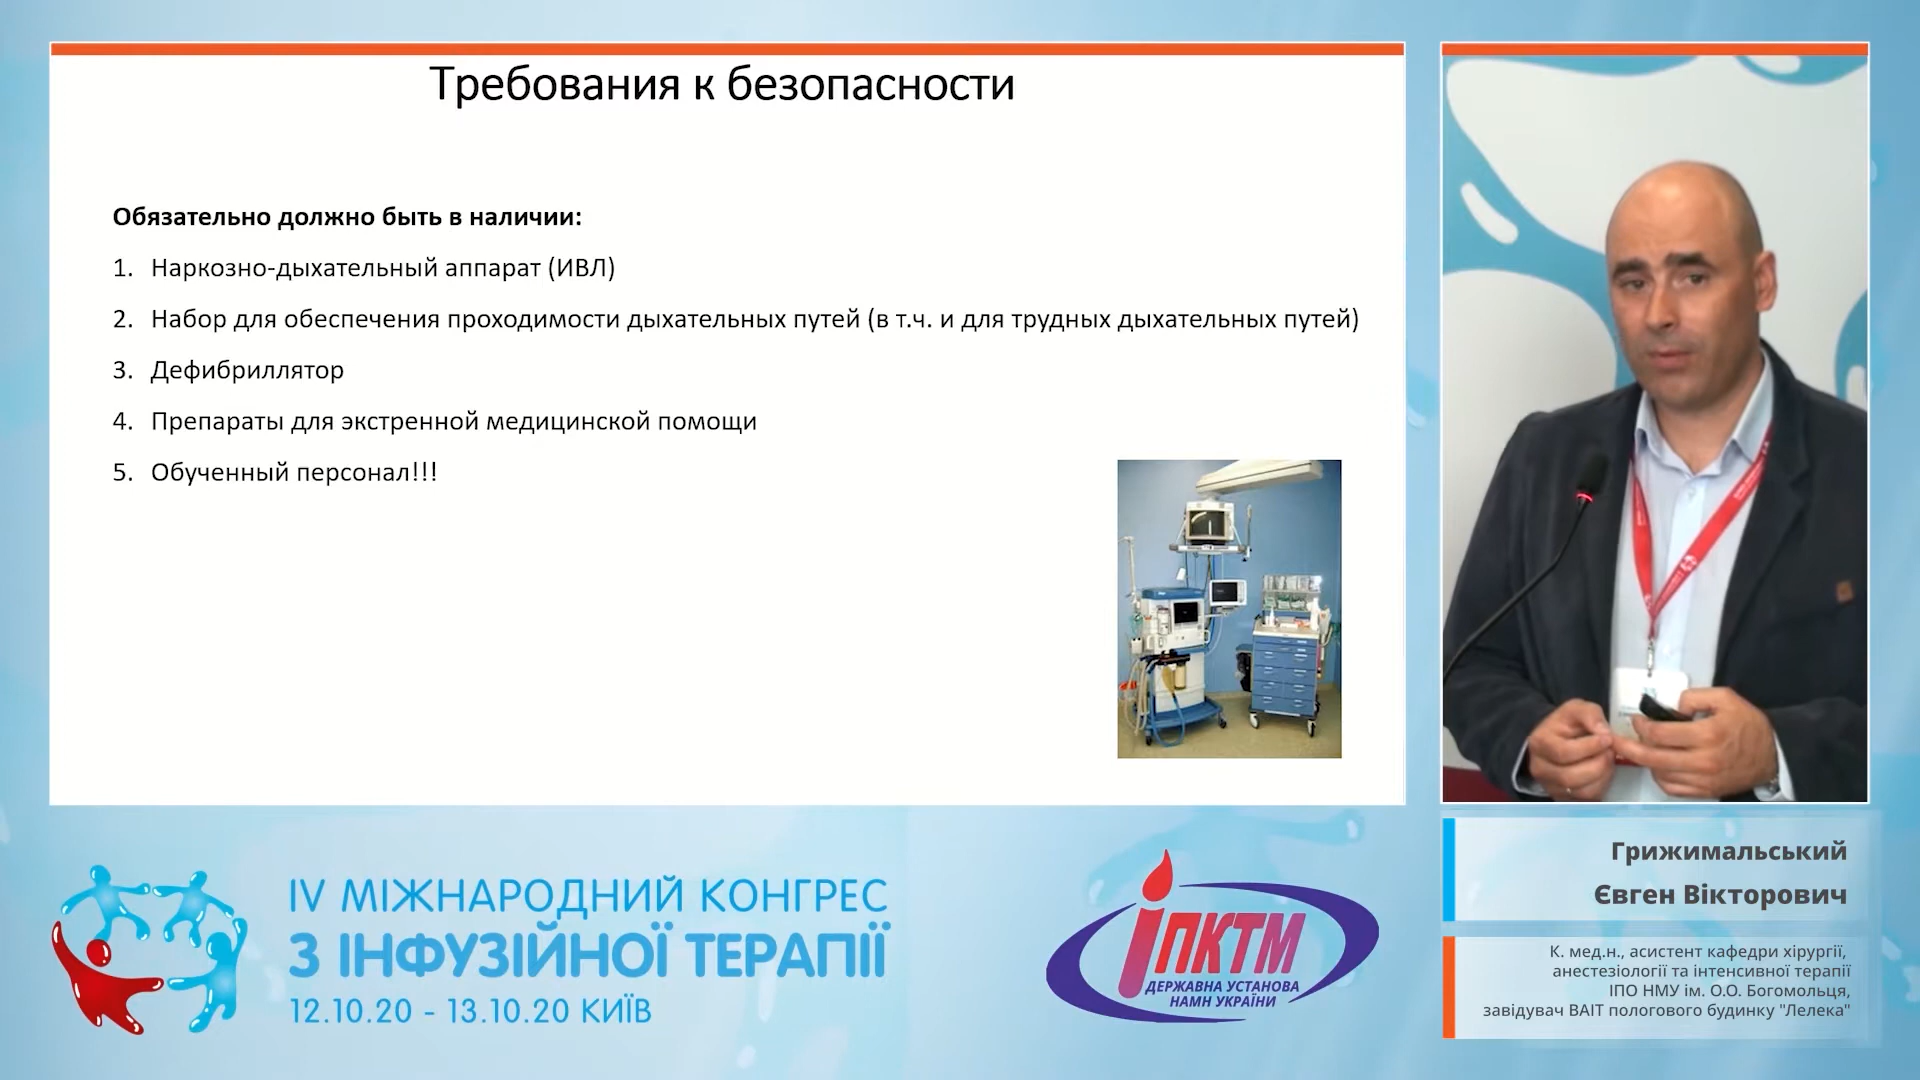 Требования к безопасности
Обязательно должно быть в наличии:
1. Наркозно-дыхательный аппарат (ИВЛ)
2. Набор для обеспечения проходимости дыхательных путей (в т.ч. и для трудных дыхательных путей)
3. Дефибриллятор
4. Препараты для экстренной медицинской помощи
5. Обученный персонал!!!
IV МІЖНАРОДНИЙ КОНГРЕС
З ІНФУЗІЙНОЇ ТЕРАПІЇ
12.10.20 - 13.10.20 КИЇВ
ІПКТМ
ДЕРЖАВНА УСТАНОВА
НАМН УКРАЇНИ
Грижимальський
Євген Вікторович
К. мед.н., асистент кафедри хірургії,
анестезіології та інтенсивної терапії
ІПО НМУ ім. О.О. Богомольця,
завідувач ВАІТ пологового будинку "Лелека"